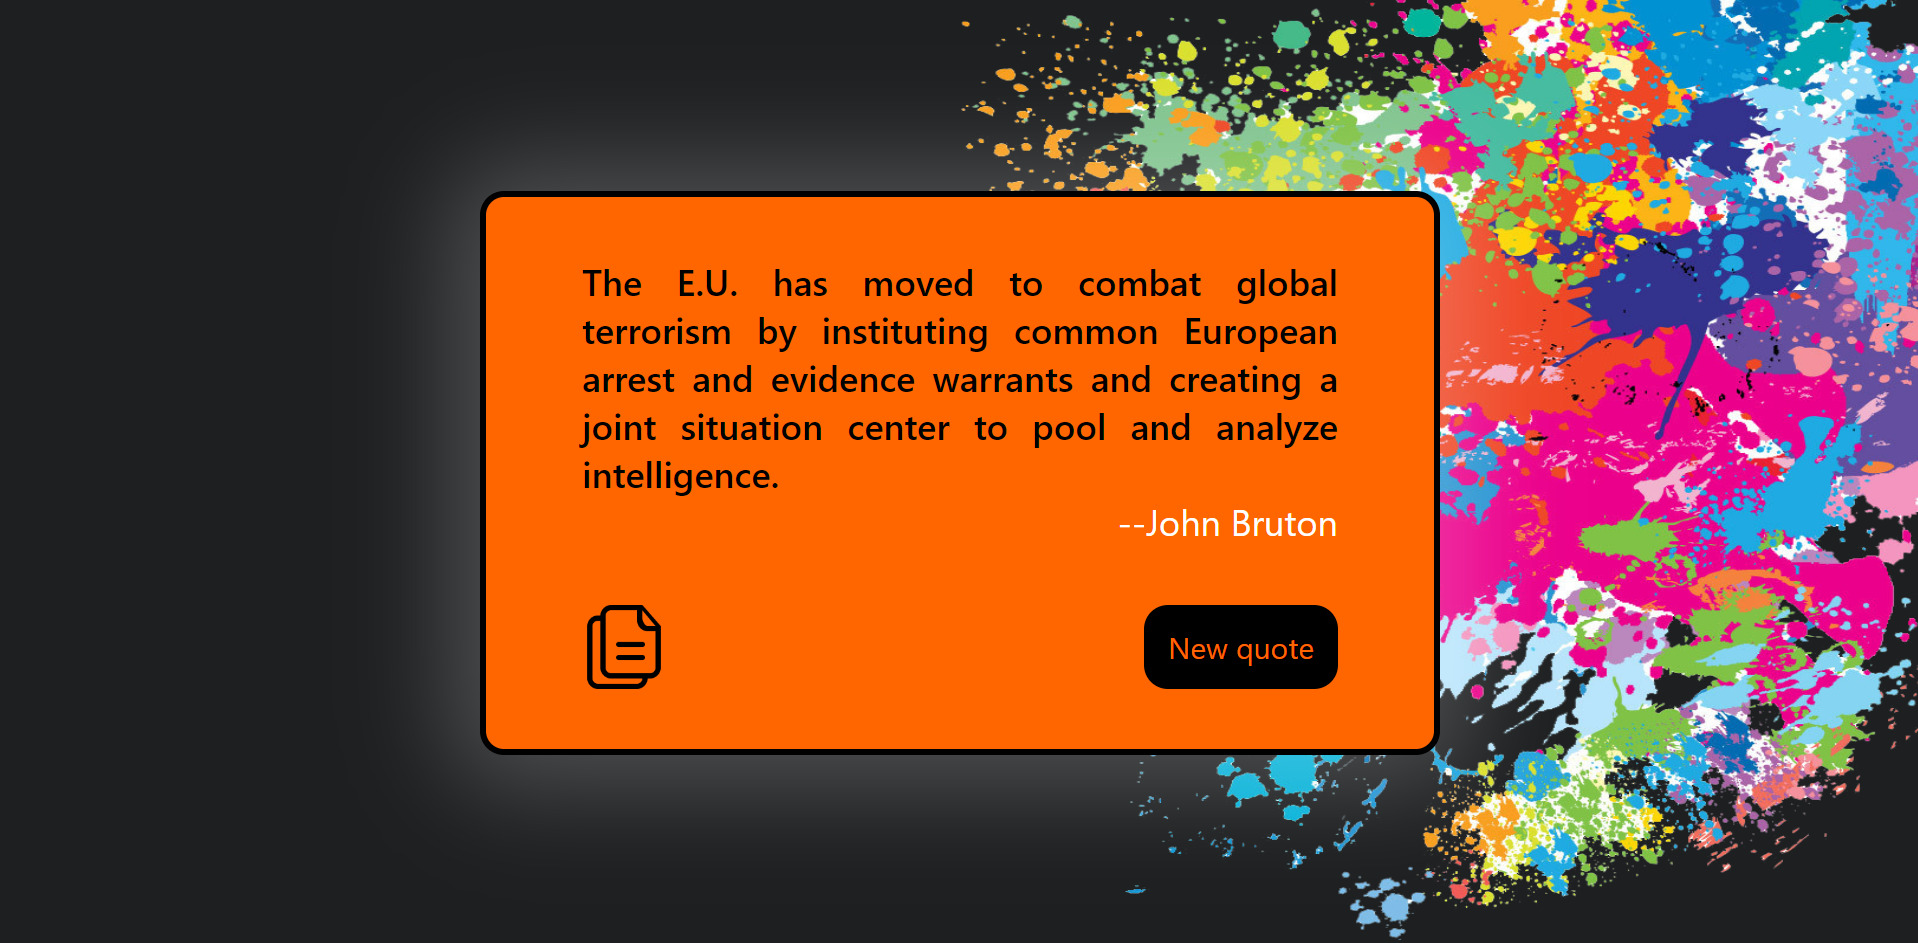 The E.U. has moved to combat global
terrorism by instituting common European
arrest and evidence warrants and creating a
joint situation center to pool and analyze
intelligence.
--John Bruton
New quote